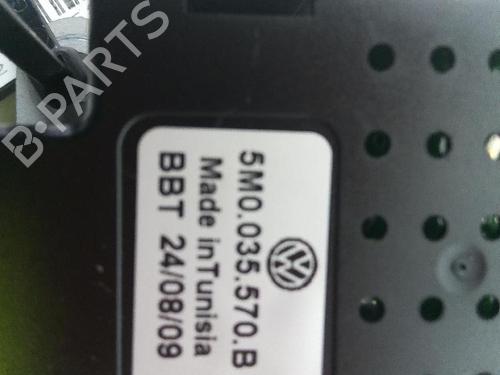 5M0.035.570.B
Made inTunisia
BBT 24/08/09
B-PARTS